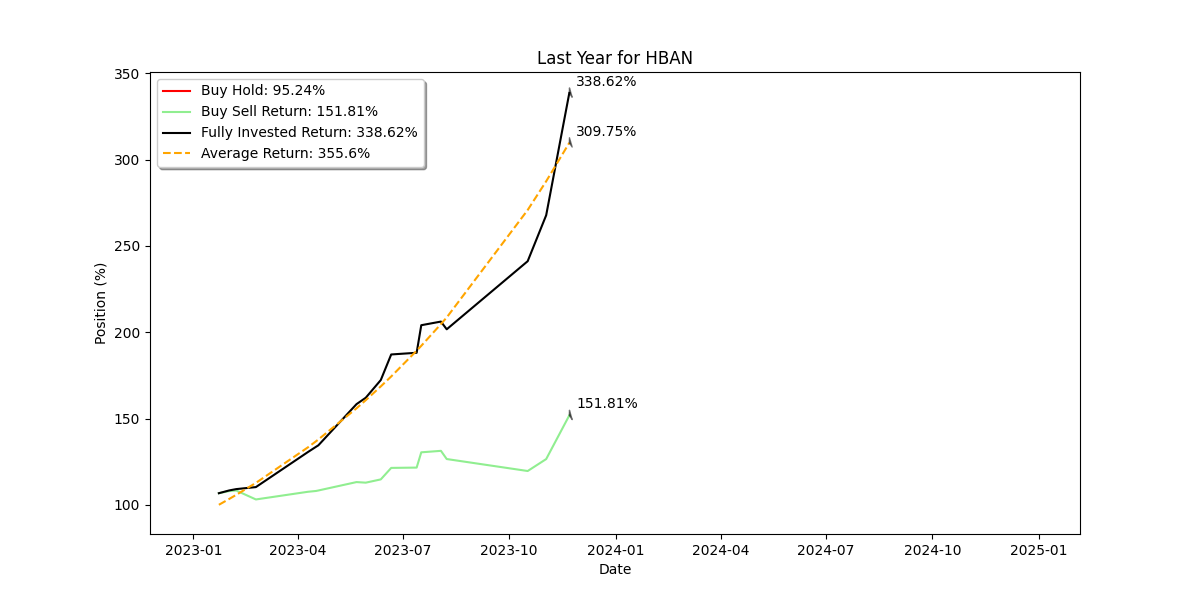 Last Year for HBAN
350
338.62%
Buy Hold: 95.24%
Buy Sell Return: 151.81%
Fully Invested Return: 338.62%
Average Return: 355.6%
309.75%
300
250
200
150
100
151.81%
Position (%)
2023-01 2023-04 2023-07 2023-10 2024-01 2024-04 2024-07 2024-10 2025-01
Date